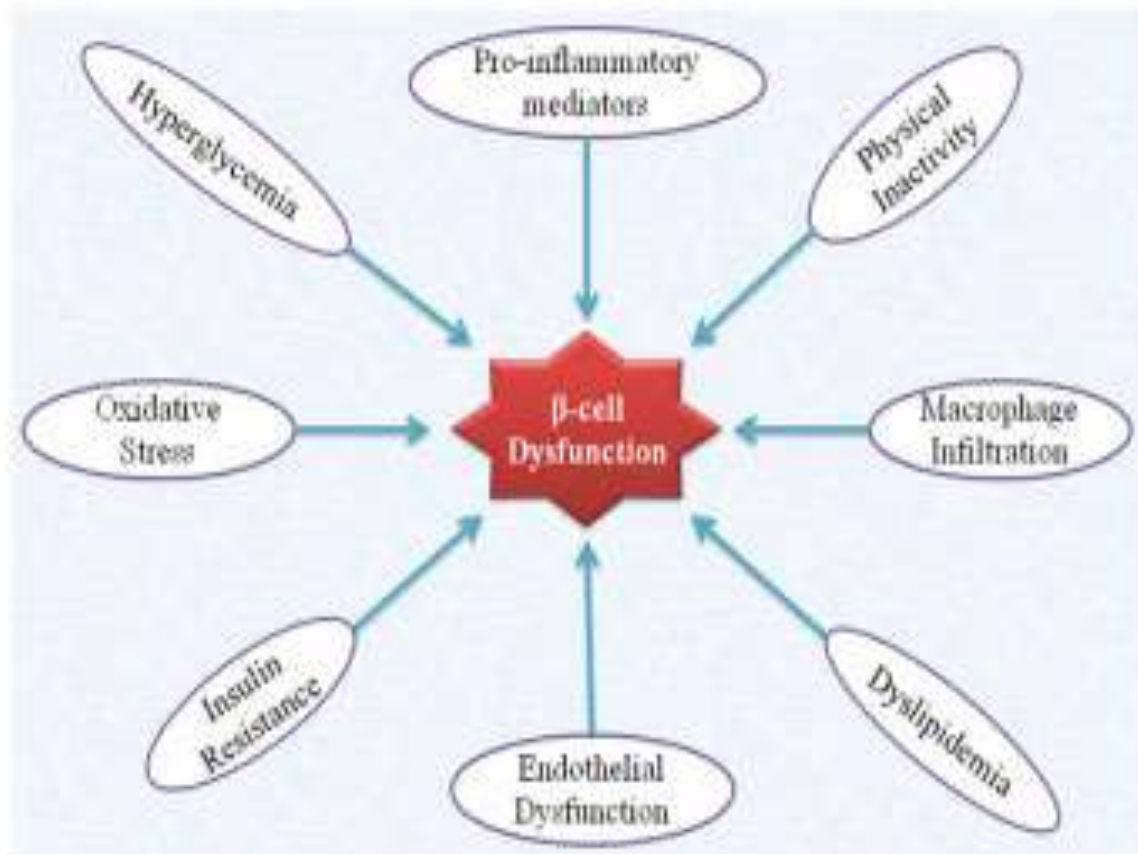 Pro-inflammatory
mediators
Hyperglycemia
Physical
Inactivity
Oxidative
Stress
β-cell
Dysfunction
Macrophage
Infiltration
Insulin
Resistance
Endothelial
Dysfunction
Dyslipidemia